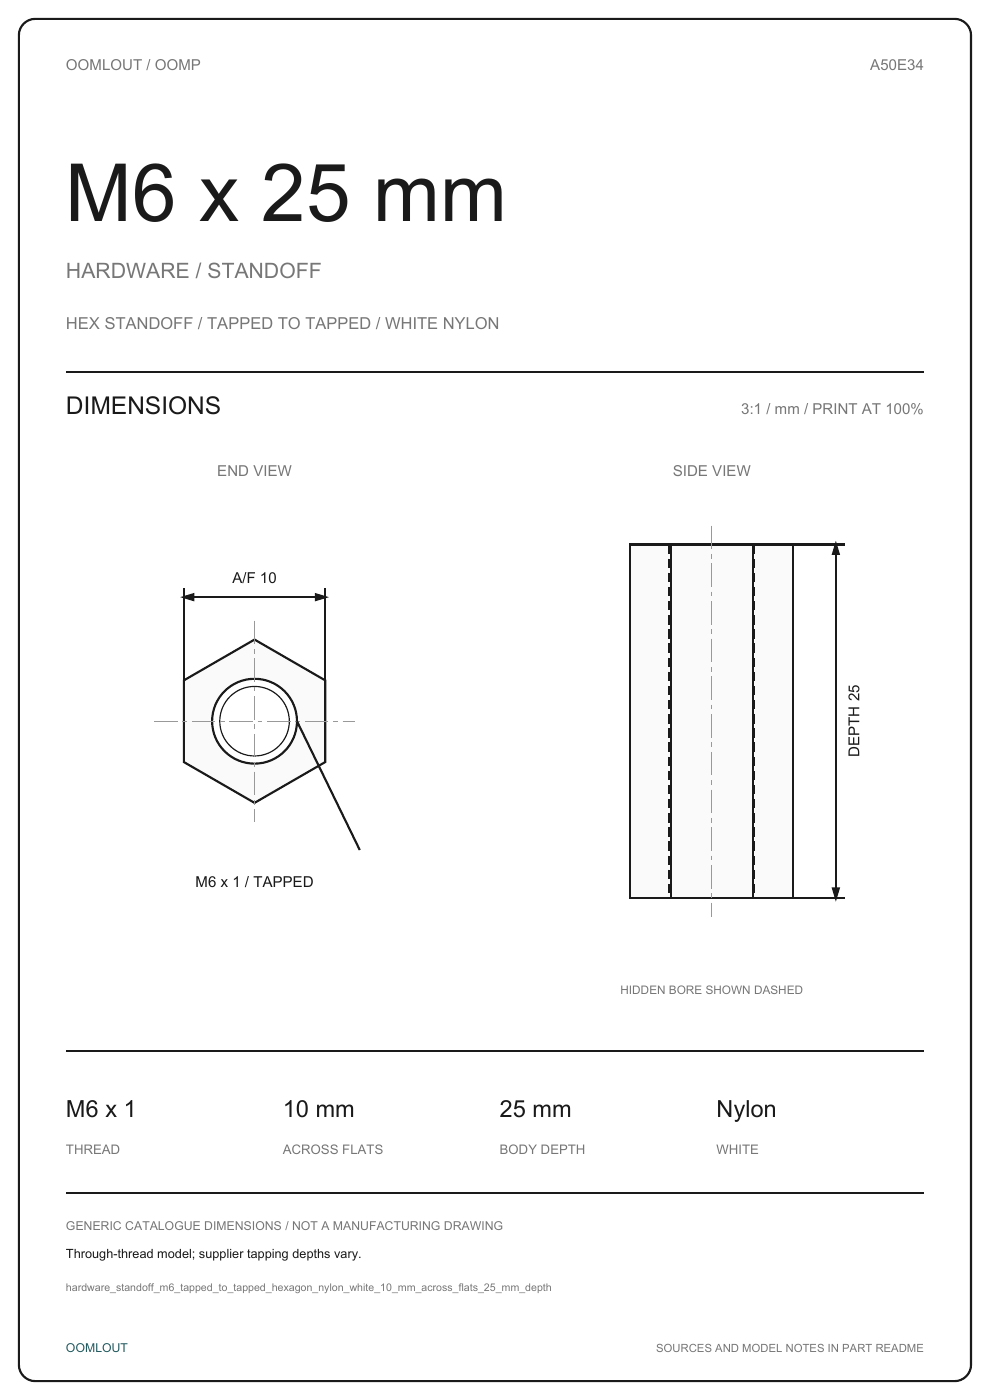 OOMLOUT / OOMP
A50E34
M6 x 25 mm
HARDWARE / STANDOFF
HEX STANDOFF / TAPPED TO TAPPED / WHITE NYLON
DIMENSIONS
3:1 / mm / PRINT AT 100%
END VIEW
SIDE VIEW
A/F 10
DEPTH 25
M6 x 1 / TAPPED
HIDDEN BORE SHOWN DASHED
M6 x 1
10 mm
25 mm
Nylon
THREAD
ACROSS FLATS
BODY DEPTH
WHITE
GENERIC CATALOGUE DIMENSIONS / NOT A MANUFACTURING DRAWING
Through-thread model; supplier tapping depths vary.
hardware_standoff_m6_tapped_to_tapped_hexagon_nylon_white_10_mm_across_flats_25_mm_depth
OOMLOUT
SOURCES AND MODEL NOTES IN PART README